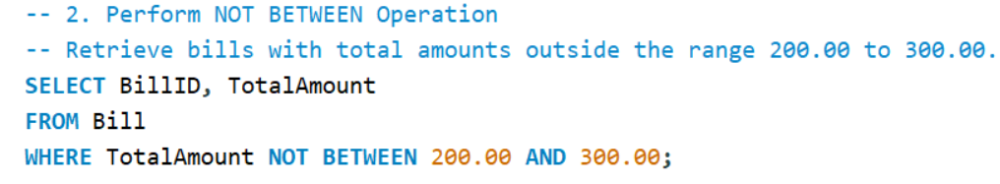 -- 2. Perform NOT BETWEEN Operation
-- Retrieve bills with total amounts outside the range 200.00 to 300.00.
SELECT BillID, TotalAmount
FROM Bill
WHERE TotalAmount NOT BETWEEN 200.00 AND 300.00;